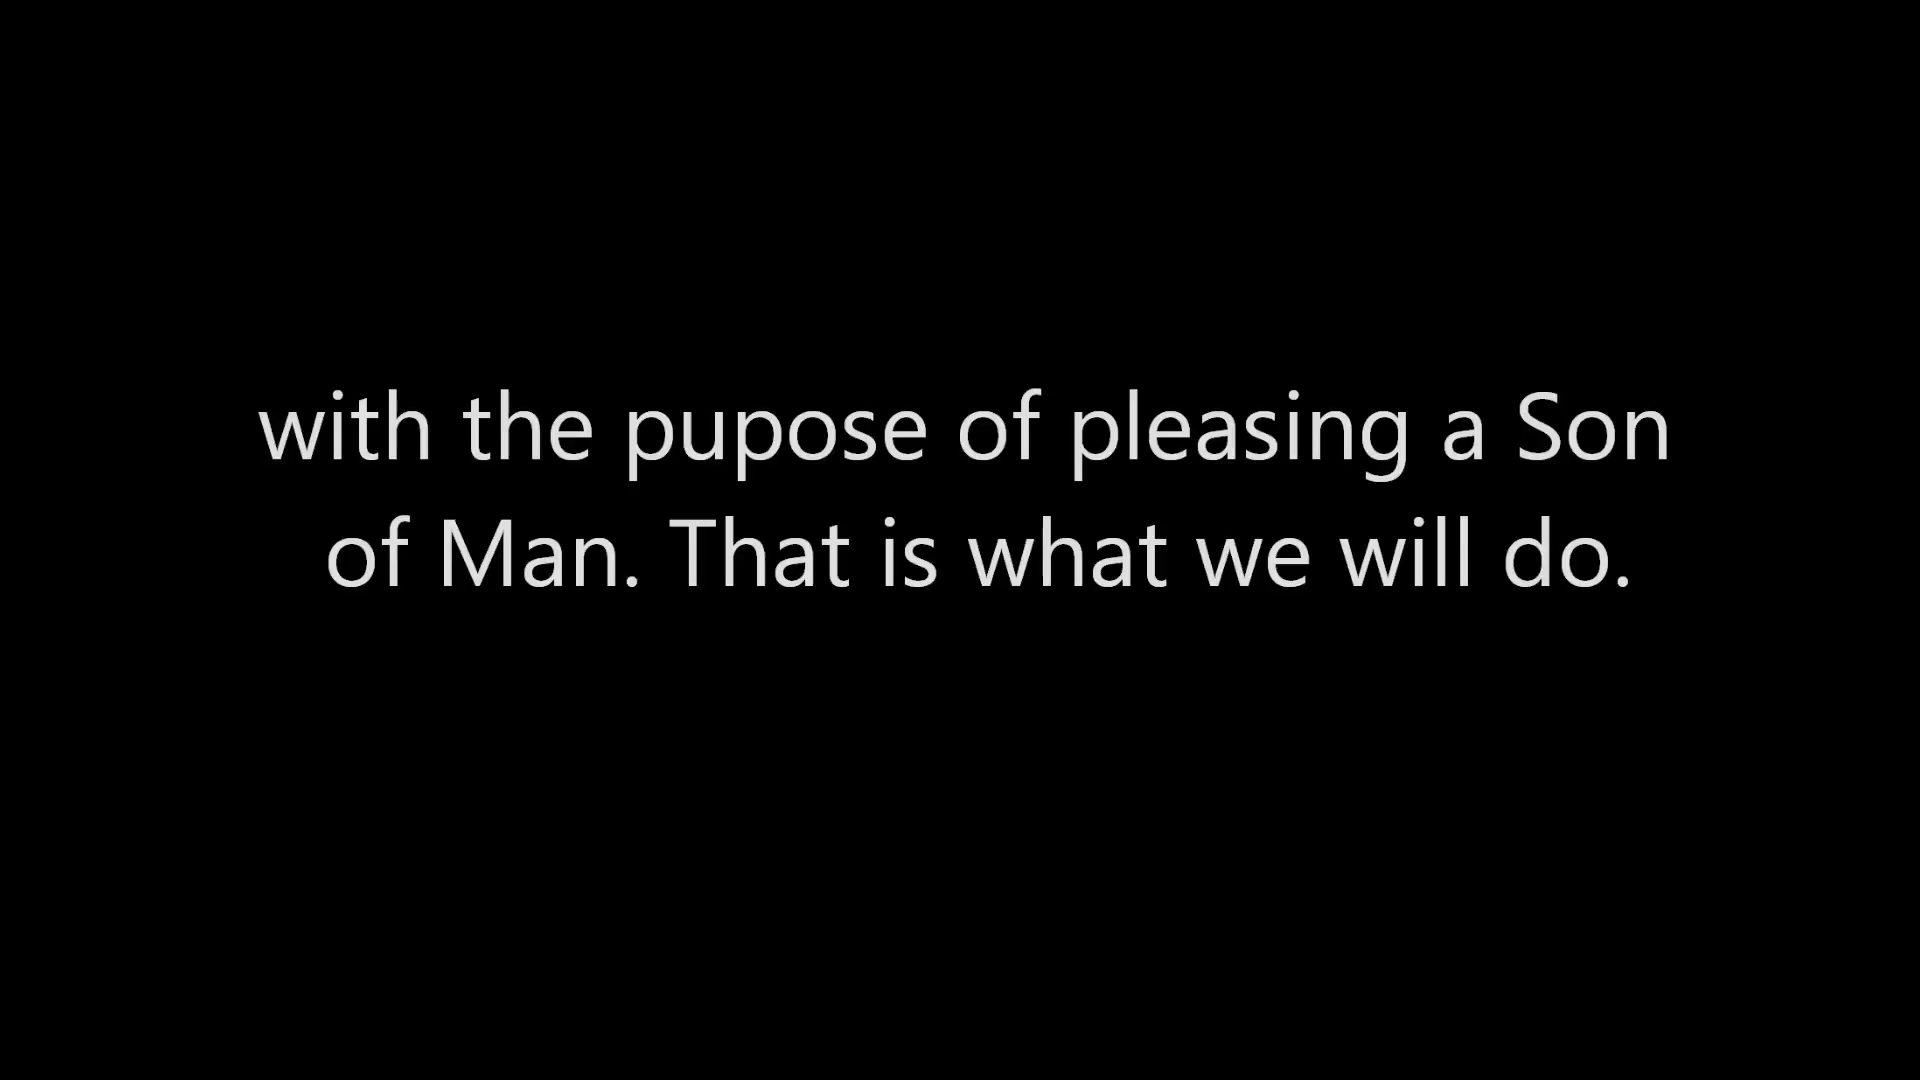 with the pupose of pleasing a Son
of Man. That is what we will do.